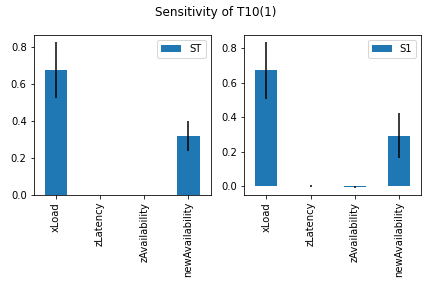 Sensitivity of T10(1)
ST
0.8
0.6
0.4
0.2
0.0
xLoad
zLatency
zAvailability
newAvailability
S1
0.8
0.6
0.4
0.2
0.0
xLoad
zLatency
zAvailability
newAvailability